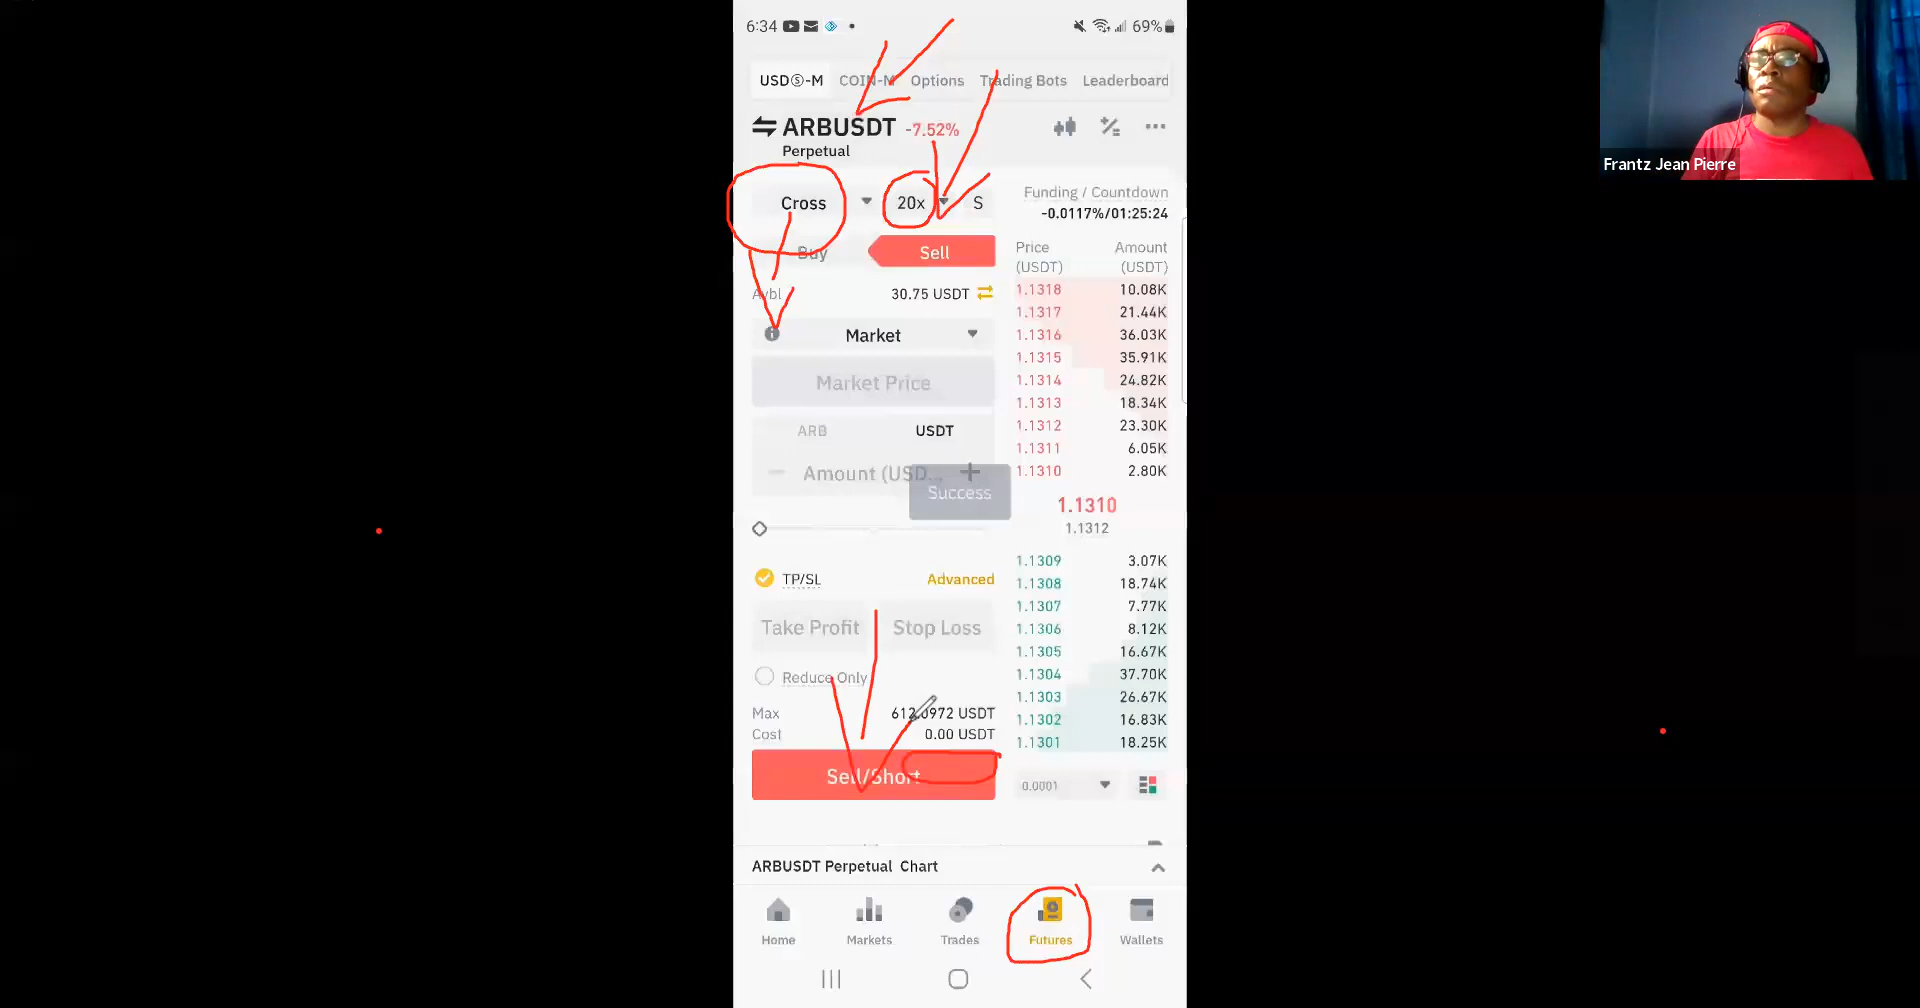 6:34
69%
USDⓈ-M COIN-M Options Trading Bots Leaderboard
ARBUSDT -7.52%
Perpetual
Cross 20x S
Funding / Countdown
-0.0117%/01:25:24
Buy Sell
Price (USDT) Amount (USDT)
Avbl 30.75 USDT
1.1318 10.08K
1.1317 21.44K
Market
1.1316 36.03K
1.1315 35.91K
Market Price
1.1314 24.82K
1.1313 18.34K
ARB USDT
1.1312 23.30K
1.1311 6.05K
Amount (USD...
1.1310 2.80K
Success
1.1310
1.1312
1.1309 3.07K
TP/SL Advanced
1.1308 18.74K
1.1307 7.77K
Take Profit Stop Loss
1.1306 8.12K
1.1305 16.67K
Reduce Only
1.1304 37.70K
1.1303 26.67K
Max 612.0972 USDT
1.1302 16.83K
Cost 0.00 USDT
1.1301 18.25K
Sell/Short
0.0001
ARBUSDT Perpetual Chart
Home Markets Trades Futures Wallets
Frantz Jean Pierre